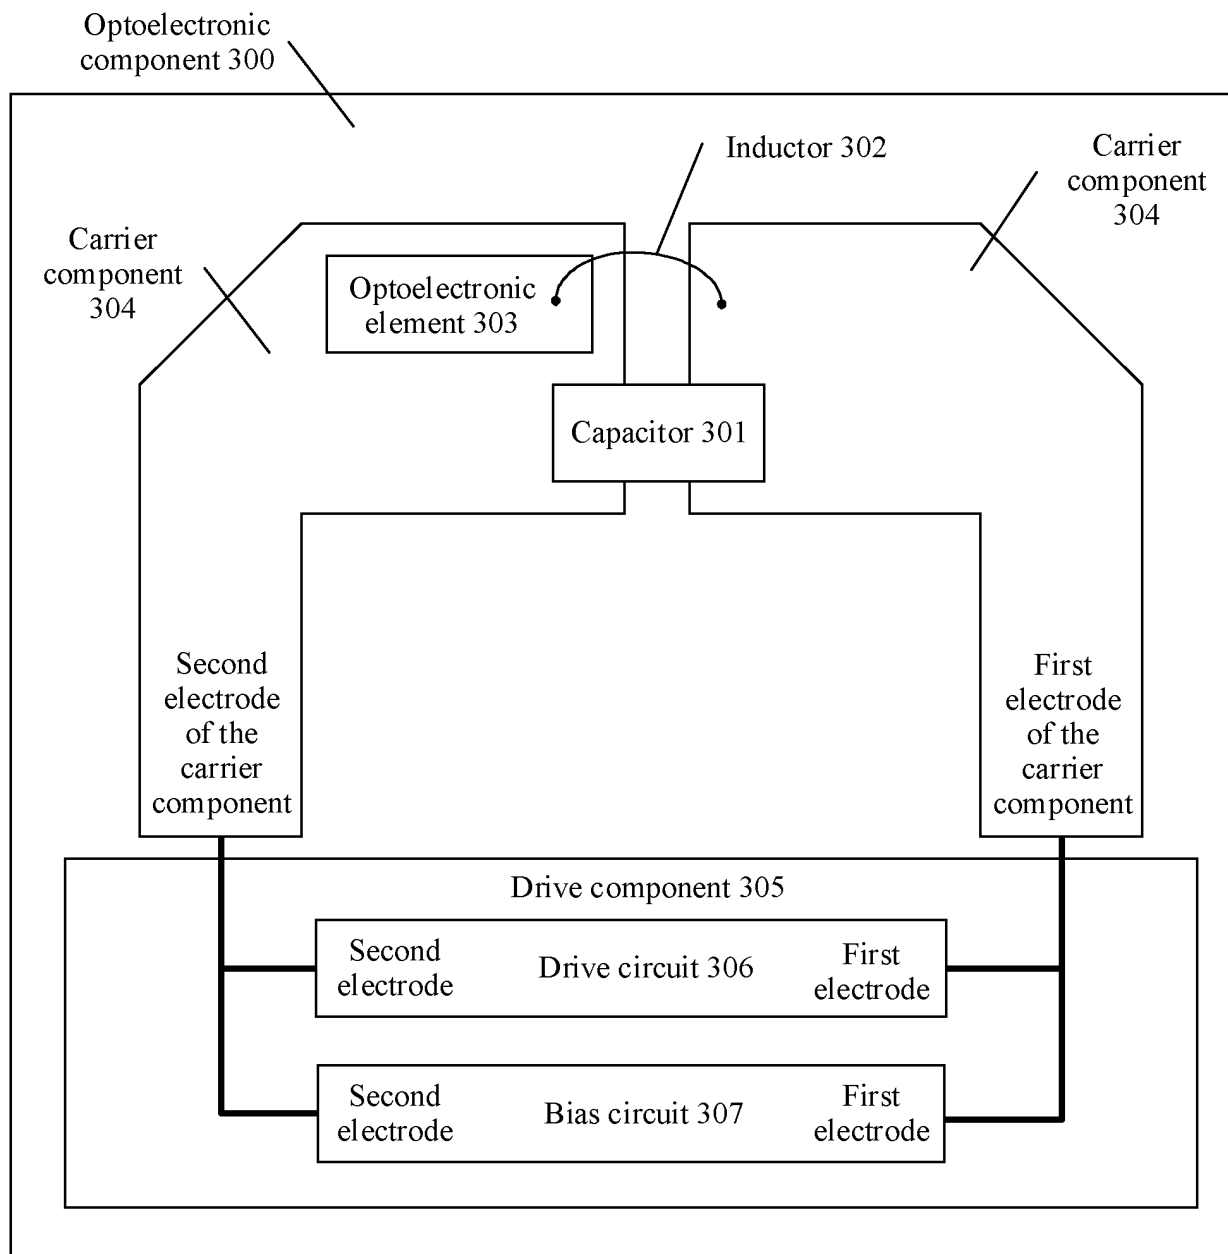 Optoelectronic
component 300
Inductor 302
Carrier
component
304
Carrier
component
304
Optoelectronic
element 303
Capacitor 301
Second
electrode
of the
carrier
component
First
electrode
of the
carrier
component
Drive component 305
Second
electrode
Drive circuit 306
First
electrode
Second
electrode
Bias circuit 307
First
electrode